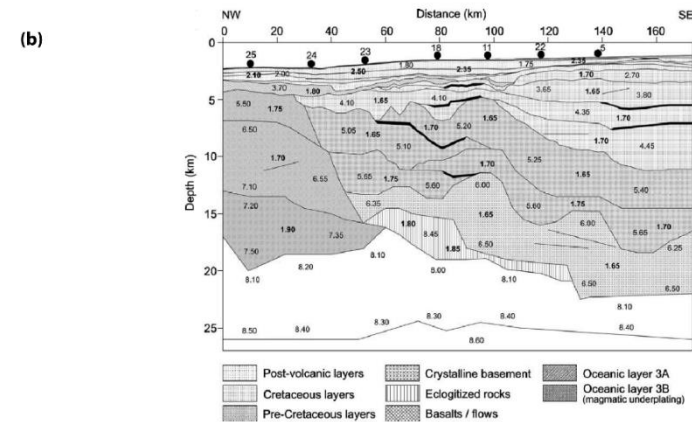 (b)
NW Distance (km) SE
0 20 40 60 80 100 120 140 160
25 24 23 18 11 22 5
0
5
10
15
20
25
Depth (km)
1.80 2.35 1.75 2.35
2.10 2.00 2.50 1.70 2.70
3.70 1.80 4.10 1.65 4.10 3.65 1.65 3.80
5.50 1.75 1.65 4.35 1.70
6.50 5.05 1.65 1.70 5.20 1.70 4.45
5.10
1.70 1.70 5.25
7.10 6.55 5.55 1.75 5.60 6.00 1.65 5.40
7.20 6.35 6.00 1.75
1.90 1.80 1.65 6.00 1.70
7.35 8.45 5.65
7.50 8.10 1.85 6.50 6.25
8.10 8.20 8.00 8.10 1.65
6.50 6.50
8.10
8.50 8.40 8.30 8.30 8.40 8.40
8.60
Post-volcanic layers Crystalline basement Oceanic layer 3A
Cretaceous layers Eclogitized rocks Oceanic layer 3B
(magmatic underplating)
Pre-Cretaceous layers Basalts / flows